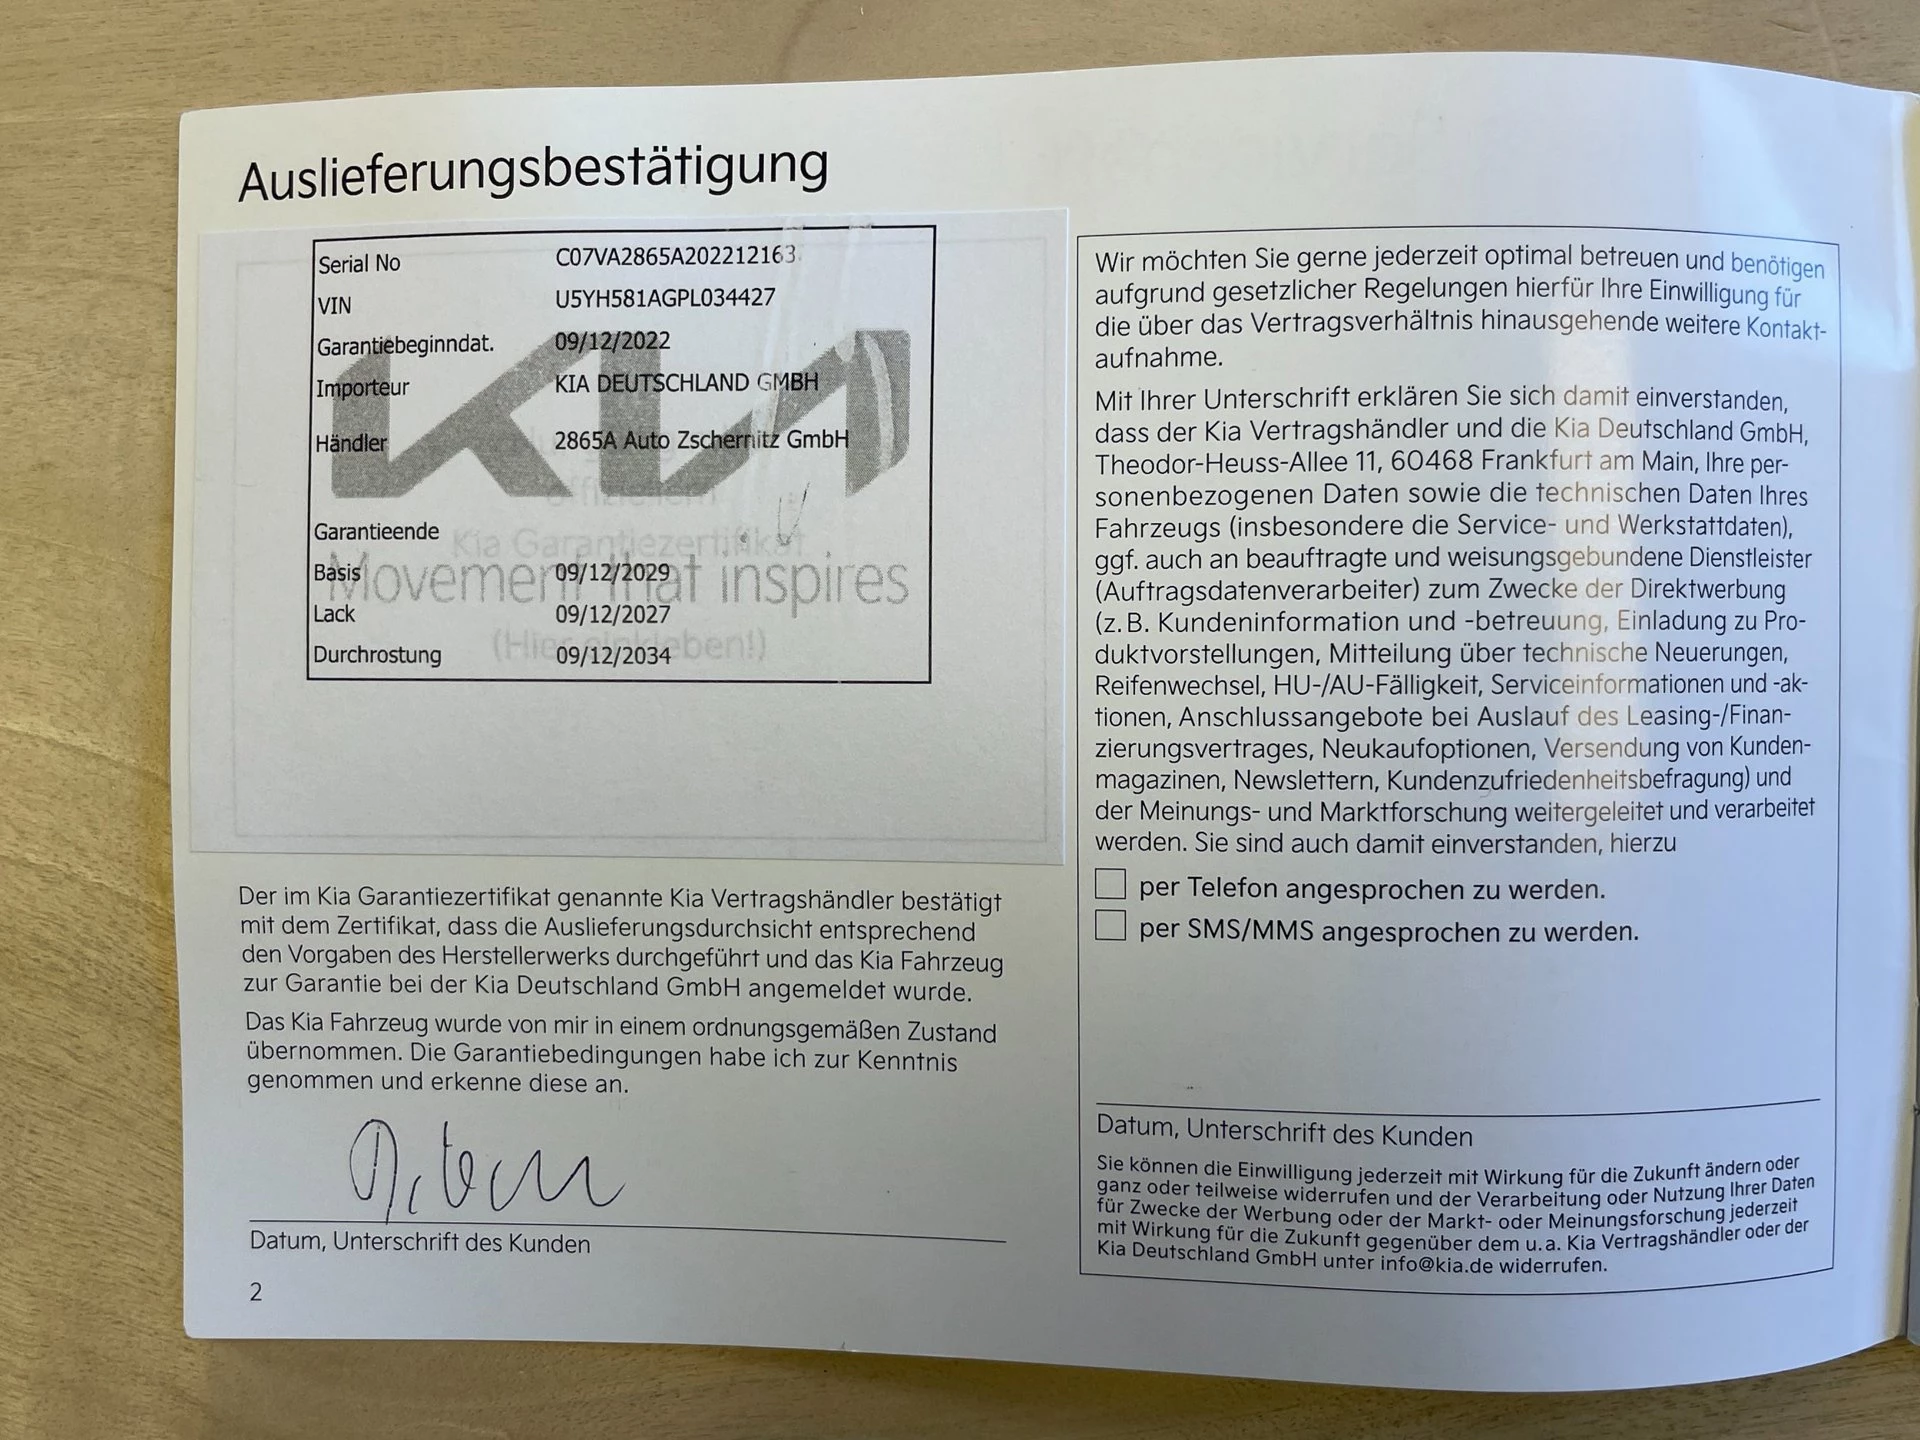 Auslieferungsbestätigung
Serial No C07VA2865A202212163
VIN U5YH581AGPL034427
Garantiebeginndat. 09/12/2022
Importeur KIA DEUTSCHLAND GMBH
Händler 2865A Auto Zschernitz GmbH
KIA
offiziellem
Garantieende
Kia Garantiezertifikat
Movement that inspires
Basis 09/12/2029
Lack 09/12/2027
(Hier einkleben!)
Durchrostung 09/12/2034
Der im Kia Garantiezertifikat genannte Kia Vertragshändler bestätigt
mit dem Zertifikat, dass die Auslieferungsdurchsicht entsprechend
den Vorgaben des Herstellerwerks durchgeführt und das Kia Fahrzeug
zur Garantie bei der Kia Deutschland GmbH angemeldet wurde.
Das Kia Fahrzeug wurde von mir in einem ordnungsgemäßen Zustand
übernommen. Die Garantiebedingungen habe ich zur Kenntnis
genommen und erkenne diese an.
Datum, Unterschrift des Kunden
2
Wir möchten Sie gerne jederzeit optimal betreuen und benötigen
aufgrund gesetzlicher Regelungen hierfür Ihre Einwilligung für
die über das Vertragsverhältnis hinausgehende weitere Kontakt-
aufnahme.
Mit Ihrer Unterschrift erklären Sie sich damit einverstanden,
dass der Kia Vertragshändler und die Kia Deutschland GmbH,
Theodor-Heuss-Allee 11, 60468 Frankfurt am Main, Ihre per-
sonenbezogenen Daten sowie die technischen Daten Ihres
Fahrzeugs (insbesondere die Service- und Werkstattdaten),
ggf. auch an beauftragte und weisungsgebundene Dienstleister
(Auftragsdatenverarbeiter) zum Zwecke der Direktwerbung
(z. B. Kundeninformation und -betreuung, Einladung zu Pro-
duktvorstellungen, Mitteilung über technische Neuerungen,
Reifenwechsel, HU-/AU-Fälligkeit, Serviceinformationen und -ak-
tionen, Anschlussangebote bei Auslauf des Leasing-/Finan-
zierungsvertrages, Neukaufoptionen, Versendung von Kunden-
magazinen, Newslettern, Kundenzufriedenheitsbefragung) und
der Meinungs- und Marktforschung weitergeleitet und verarbeitet
werden. Sie sind auch damit einverstanden, hierzu
per Telefon angesprochen zu werden.
per SMS/MMS angesprochen zu werden.
Datum, Unterschrift des Kunden
Sie können die Einwilligung jederzeit mit Wirkung für die Zukunft ändern oder
ganz oder teilweise widerrufen und der Verarbeitung oder Nutzung Ihrer Daten
für Zwecke der Werbung oder der Markt- oder Meinungsforschung jederzeit
mit Wirkung für die Zukunft gegenüber dem u. a. Kia Vertragshändler oder der
Kia Deutschland GmbH unter info@kia.de widerrufen.